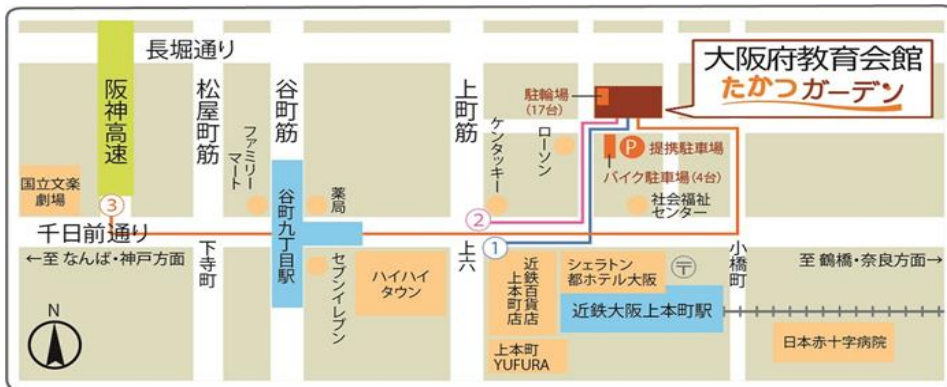 長堀通り
阪神高速
松屋町筋
谷町筋
上町筋
大阪府教育会館
たかつガーデン
駐輪場
(17台)
ファミリー
マート
ケンタッキー
ローソン
P 提携駐車場
バイク駐車場(4台)
国立文楽
劇場
③
谷町九丁目駅
薬局
②
社会福祉
センター
千日前通り
①
←至 なんば・神戸方面
下寺町
セブンイレブン
ハイハイ
タウン
上六
近鉄百貨店
上本町店
シェラトン
都ホテル大阪
〒
小橋町
至 鶴橋・奈良方面→
近鉄大阪上本町駅
N
上本町
YUFURA
日本赤十字病院